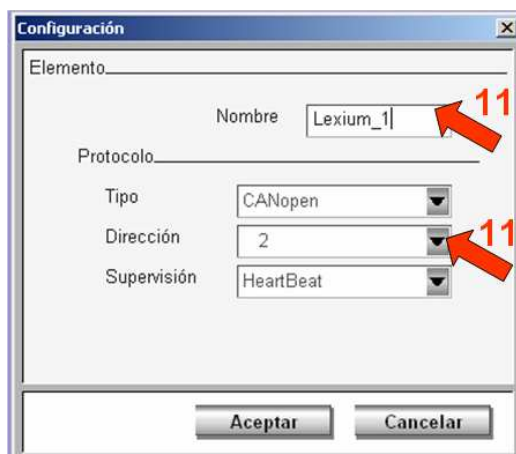 Configuración
Elemento
Nombre Lexium_1 11
Protocolo
Tipo CANopen
Dirección 2 11
Supervisión HeartBeat
Aceptar Cancelar